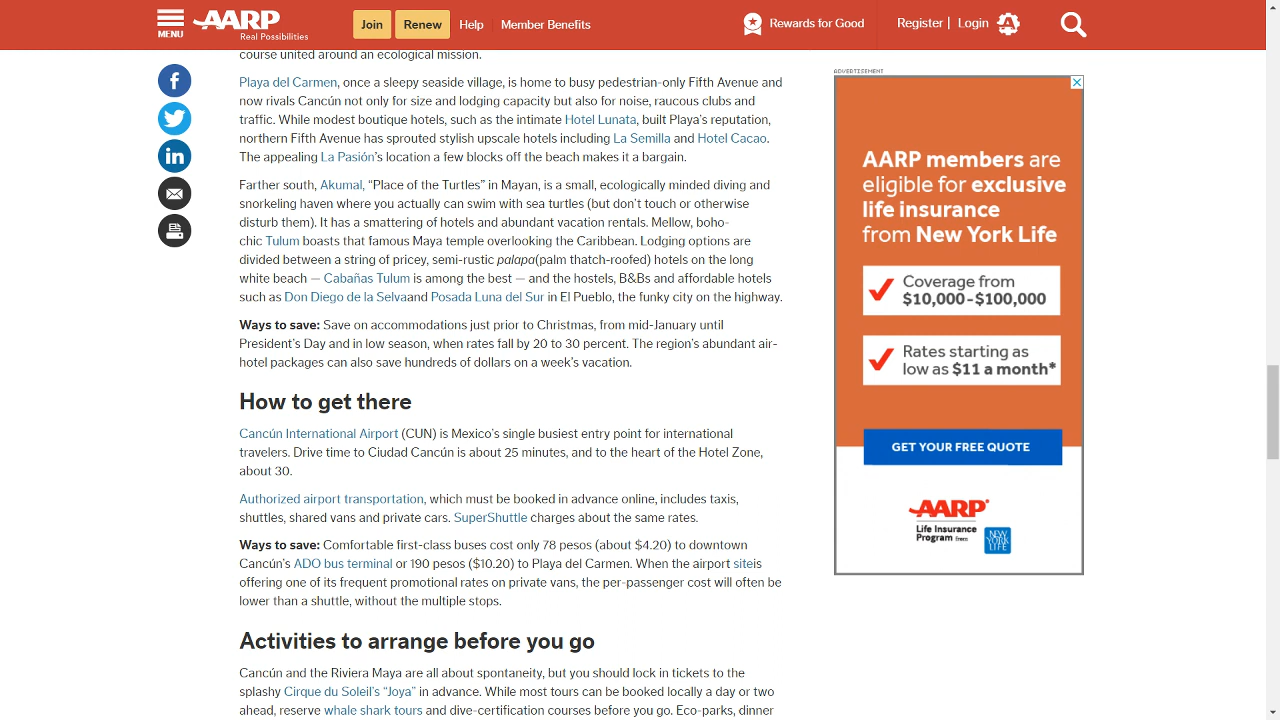 MENU
AARP
Real Possibilities
Join
Renew
Help
Member Benefits
Rewards for Good
Register |
Login
course united around an ecological mission.
Playa del Carmen, once a sleepy seaside village, is home to busy pedestrian-only Fifth Avenue and
now rivals Cancún not only for size and lodging capacity but also for noise, raucous clubs and
traffic. While modest boutique hotels, such as the intimate Hotel Lunata, built Playa's reputation,
northern Fifth Avenue has sprouted stylish upscale hotels including La Semilla and Hotel Cacao.
The appealing La Pasión's location a few blocks off the beach makes it a bargain.
Farther south, Akumal, “Place of the Turtles” in Mayan, is a small, ecologically minded diving and
snorkeling haven where you actually can swim with sea turtles (but don't touch or otherwise
disturb them). It has a smattering of hotels and abundant vacation rentals. Mellow, boho-
chic Tulum boasts that famous Maya temple overlooking the Caribbean. Lodging options are
divided between a string of pricey, semi-rustic palapa(palm thatch-roofed) hotels on the long
white beach — Cabañas Tulum is among the best — and the hostels, B&Bs and affordable hotels
such as Don Diego de la Selvaand Posada Luna del Sur in El Pueblo, the funky city on the highway.
Ways to save: Save on accommodations just prior to Christmas, from mid-January until
President's Day and in low season, when rates fall by 20 to 30 percent. The region's abundant air-
hotel packages can also save hundreds of dollars on a week's vacation.
How to get there
Cancún International Airport (CUN) is Mexico's single busiest entry point for international
travelers. Drive time to Ciudad Cancún is about 25 minutes, and to the heart of the Hotel Zone,
about 30.
Authorized airport transportation, which must be booked in advance online, includes taxis,
shuttles, shared vans and private cars. SuperShuttle charges about the same rates.
Ways to save: Comfortable first-class buses cost only 78 pesos (about $4.20) to downtown
Cancún's ADO bus terminal or 190 pesos ($10.20) to Playa del Carmen. When the airport siteis
offering one of its frequent promotional rates on private vans, the per-passenger cost will often be
lower than a shuttle, without the multiple stops.
Activities to arrange before you go
Cancún and the Riviera Maya are all about spontaneity, but you should lock in tickets to the
splashy Cirque du Soleil's “Joya” in advance. While most tours can be booked locally a day or two
ahead, reserve whale shark tours and dive-certification courses before you go. Eco-parks, dinner
ADVERTISEMENT
AARP members are
eligible for exclusive
life insurance
from New York Life
Coverage from
$10,000-$100,000
Rates starting as
low as $11 a month*
GET YOUR FREE QUOTE
AARP®
Life Insurance
Program from
NEW
YORK
LIFE